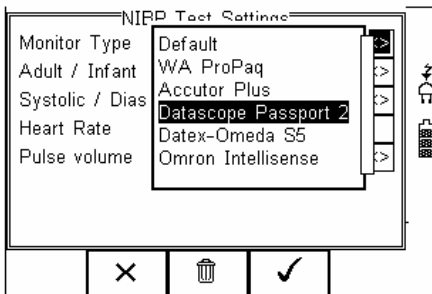 NIBP Test Settings
Monitor Type
Adult / Infant
Systolic / Dias
Heart Rate
Pulse volume
Default
WA ProPaq
Accutor Plus
Datascope Passport 2
Datex-Omeda S5
Omron Intellisense